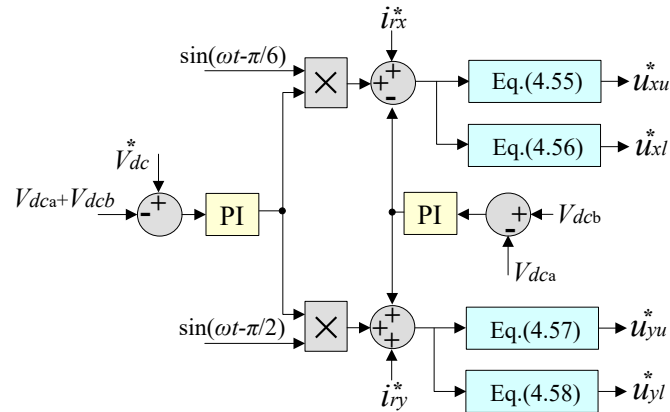 i*rx
sin(ωt-π/6)
×
+
+
-
Eq.(4.55)
u*xu
Eq.(4.56)
u*xl
V*dc
+
-
Vdca+Vdcb
PI
PI
+
-
Vdcb
Vdca
sin(ωt-π/2)
×
+
+
+
Eq.(4.57)
u*yu
Eq.(4.58)
u*yl
i*ry